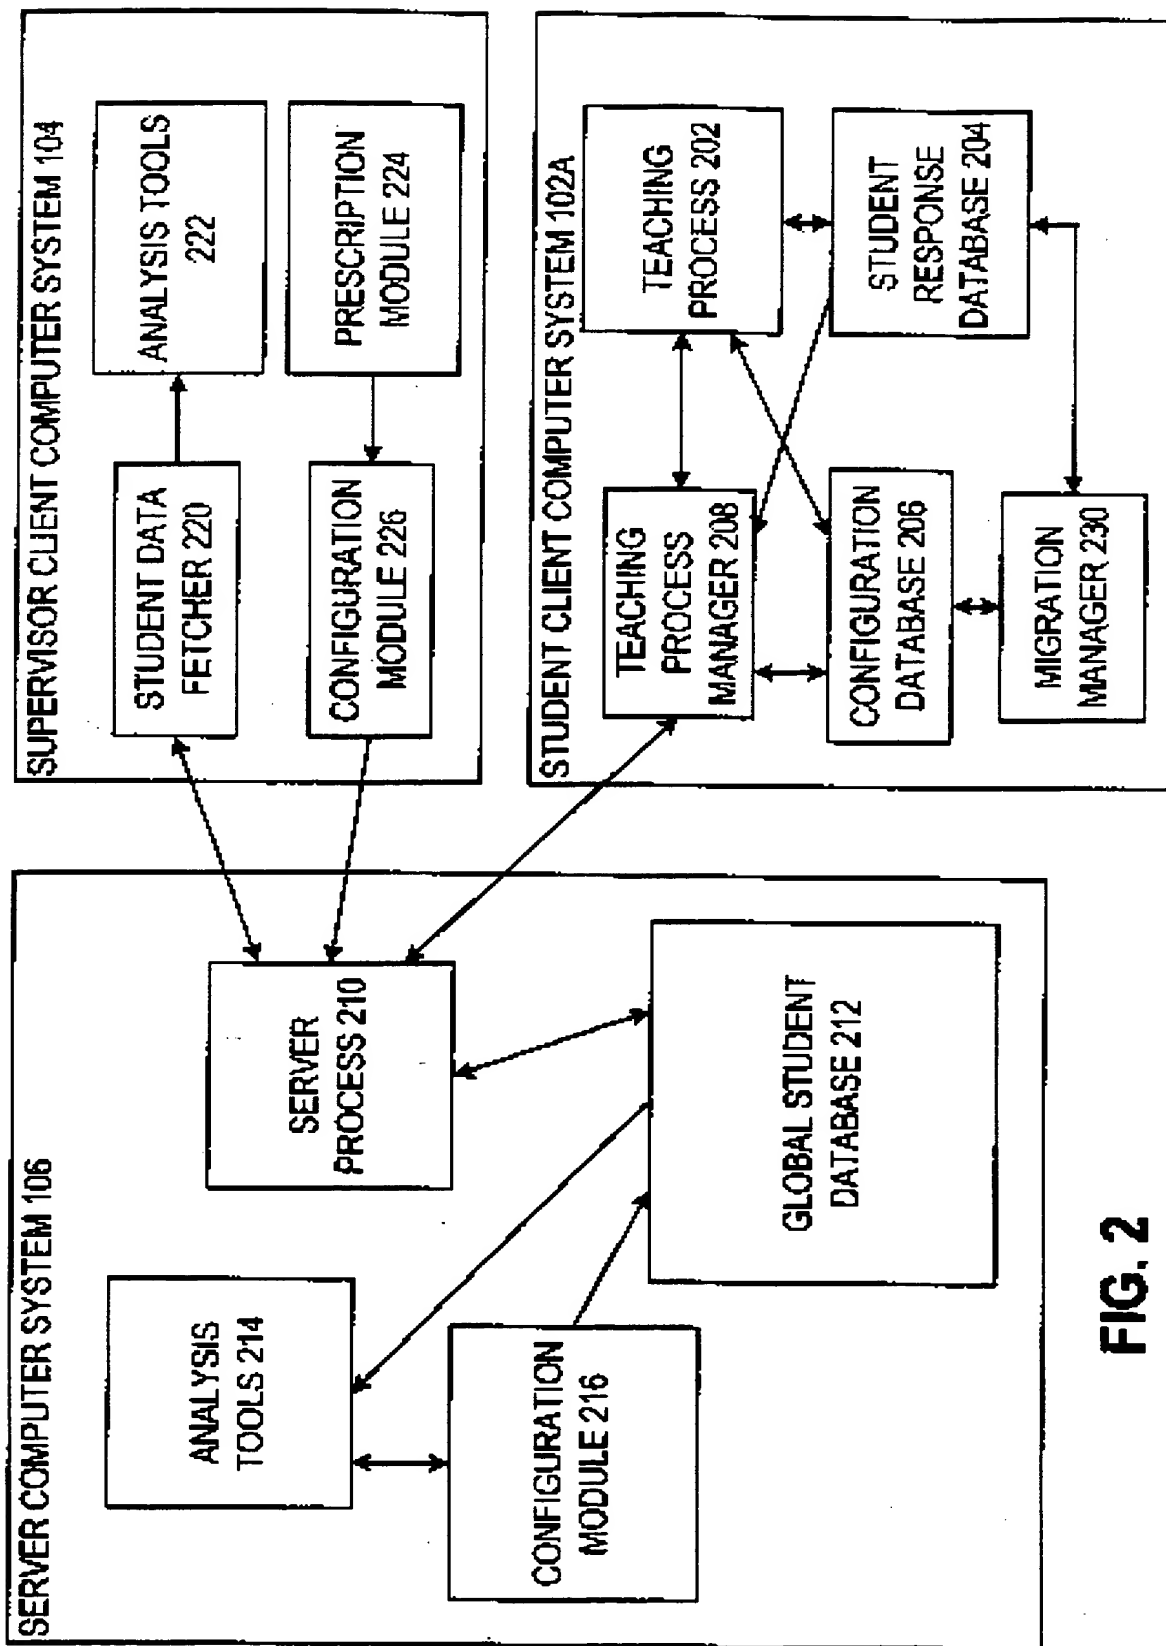 SERVER COMPUTER SYSTEM 106
ANALYSIS
TOOLS 214
CONFIGURATION
MODULE 216
SERVER
PROCESS 210
GLOBAL STUDENT
DATABASE 212
SUPERVISOR CLIENT COMPUTER SYSTEM 104
STUDENT DATA
FETCHER 220
ANALYSIS TOOLS
222
CONFIGURATION
MODULE 226
PRESCRIPTION
MODULE 224
STUDENT CLIENT COMPUTER SYSTEM 102A
TEACHING
PROCESS
MANAGER 208
TEACHING
PROCESS 202
CONFIGURATION
DATABASE 206
STUDENT
RESPONSE
DATABASE 204
MIGRATION
MANAGER 230
FIG. 2